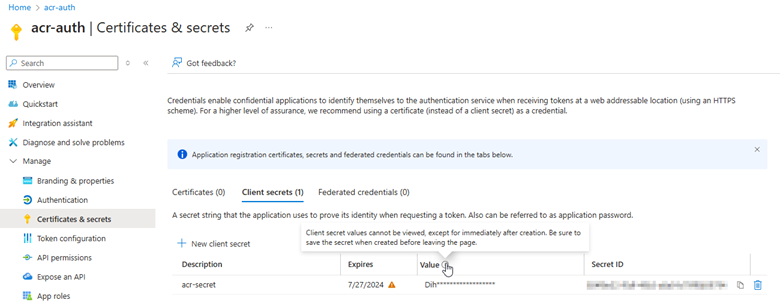 Home > acr-auth >
acr-auth | Certificates & secrets
Search
Got feedback?
Overview
Quickstart
Integration assistant
Diagnose and solve problems
Manage
Branding & properties
Authentication
Certificates & secrets
Token configuration
API permissions
Expose an API
App roles
Credentials enable confidential applications to identify themselves to the authentication service when receiving tokens at a web addressable location (using an HTTPS
scheme). For a higher level of assurance, we recommend using a certificate (instead of a client secret) as a credential.
Application registration certificates, secrets and federated credentials can be found in the tabs below.
Certificates (0) Client secrets (1) Federated credentials (0)
A secret string that the application uses to prove its identity when requesting a token. Also can be referred to as application password.
New client secret
Client secret values cannot be viewed, except for immediately after creation. Be sure to
save the secret when created before leaving the page.
Description Expires Value Secret ID
acr-secret 7/27/2024 Dih******************